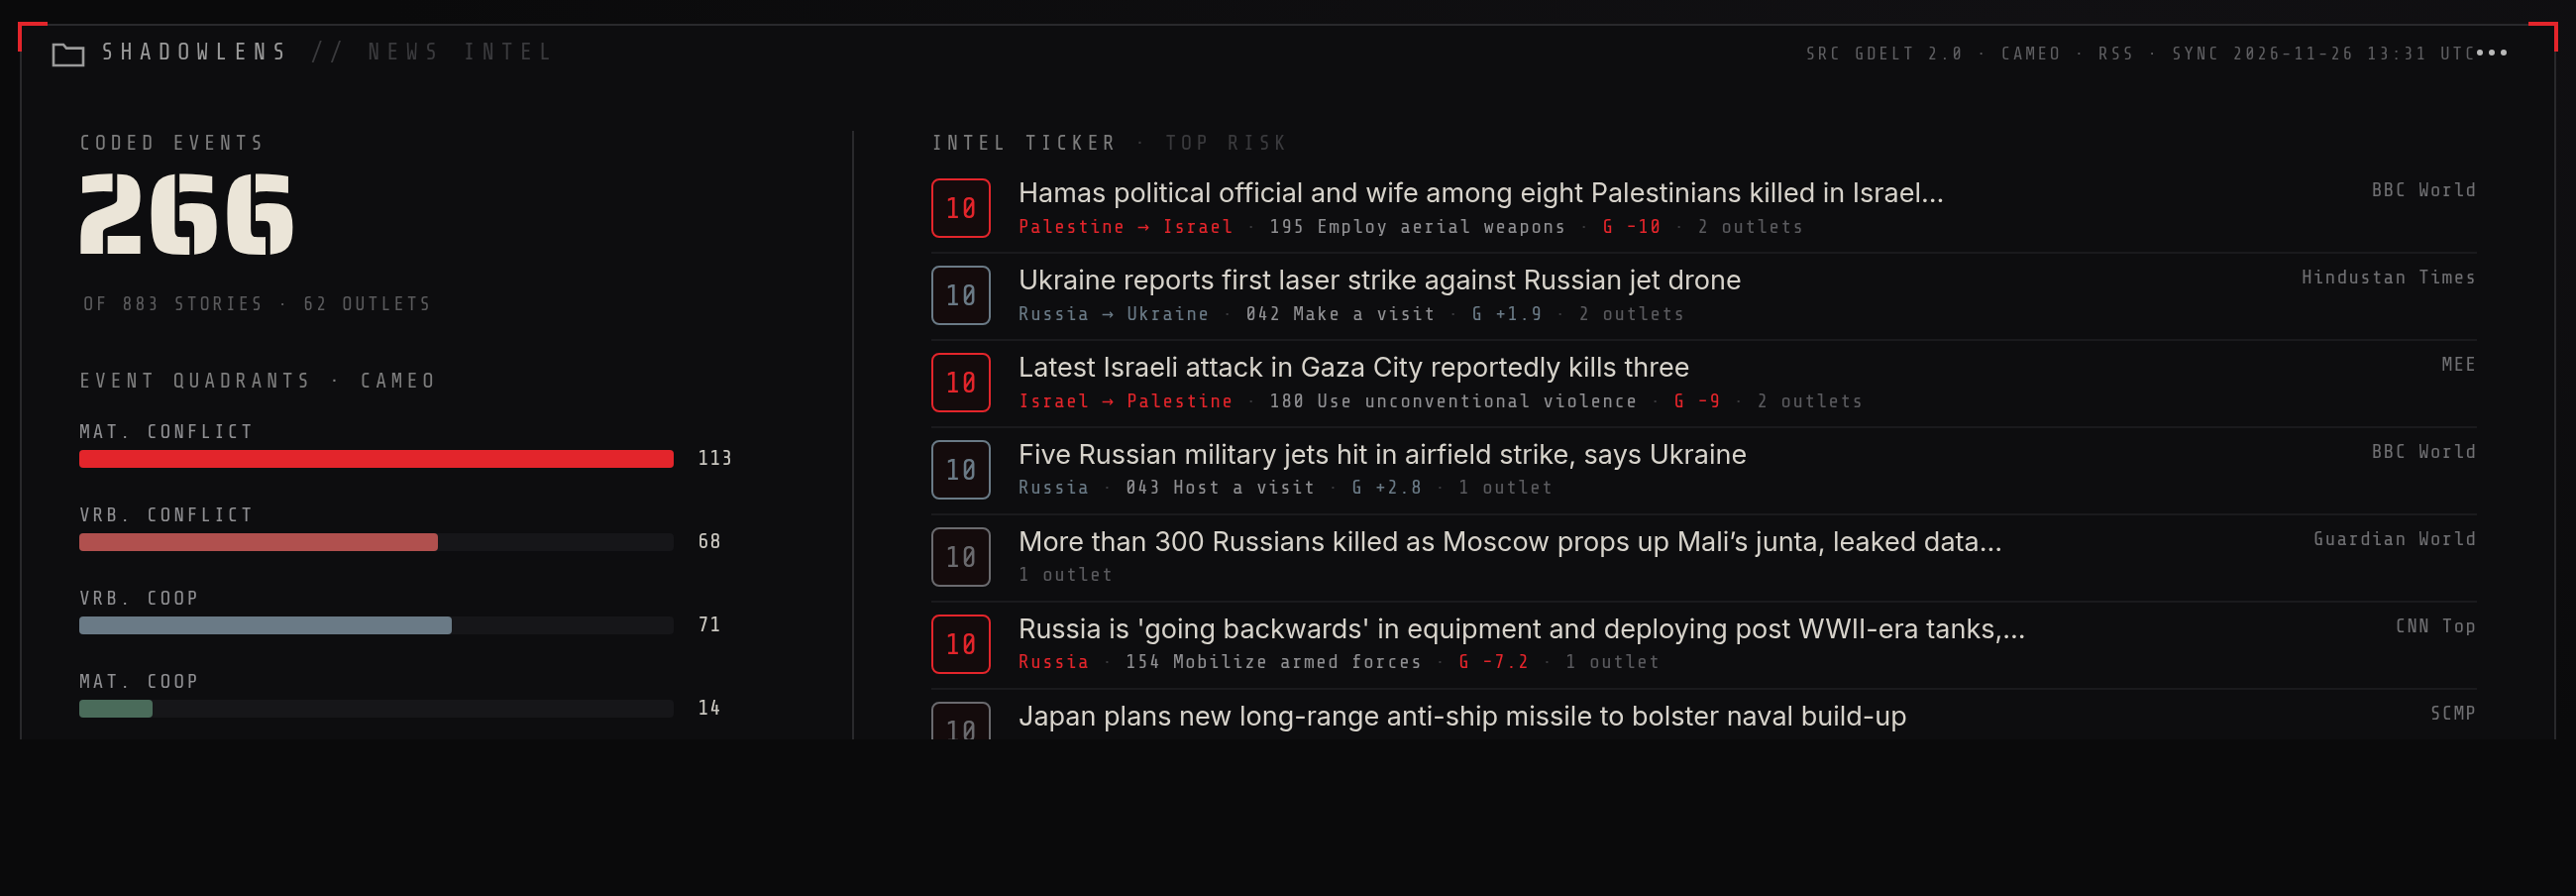 SHADOWLENS // NEWS INTEL
SRC GDELT 2.0 · CAMEO · RSS · SYNC 2026-11-26 13:31 UTC
CODED EVENTS
266
OF 883 STORIES · 62 OUTLETS
EVENT QUADRANTS · CAMEO
MAT. CONFLICT
113
VRB. CONFLICT
68
VRB. COOP
71
MAT. COOP
14
INTEL TICKER · TOP RISK
10 Hamas political official and wife among eight Palestinians killed in Israel... BBC World
Palestine → Israel · 195 Employ aerial weapons · G -10 · 2 outlets
10 Ukraine reports first laser strike against Russian jet drone Hindustan Times
Russia → Ukraine · 042 Make a visit · G +1.9 · 2 outlets
10 Latest Israeli attack in Gaza City reportedly kills three MEE
Israel → Palestine · 180 Use unconventional violence · G -9 · 2 outlets
10 Five Russian military jets hit in airfield strike, says Ukraine BBC World
Russia · 043 Host a visit · G +2.8 · 1 outlet
10 More than 300 Russians killed as Moscow props up Mali’s junta, leaked data... Guardian World
1 outlet
10 Russia is 'going backwards' in equipment and deploying post WWII-era tanks,... CNN Top
Russia · 154 Mobilize armed forces · G -7.2 · 1 outlet
10 Japan plans new long-range anti-ship missile to bolster naval build-up SCMP